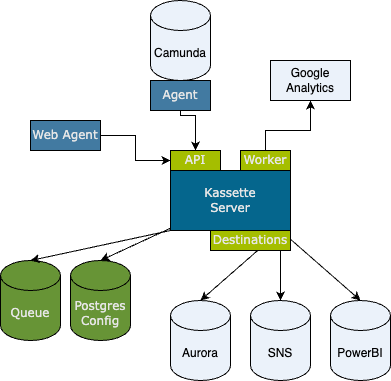 Camunda
Agent
Google
Analytics
Web Agent
API
Worker
Kassette
Server
Destinations
Queue
Postgres
Config
Aurora
SNS
PowerBI